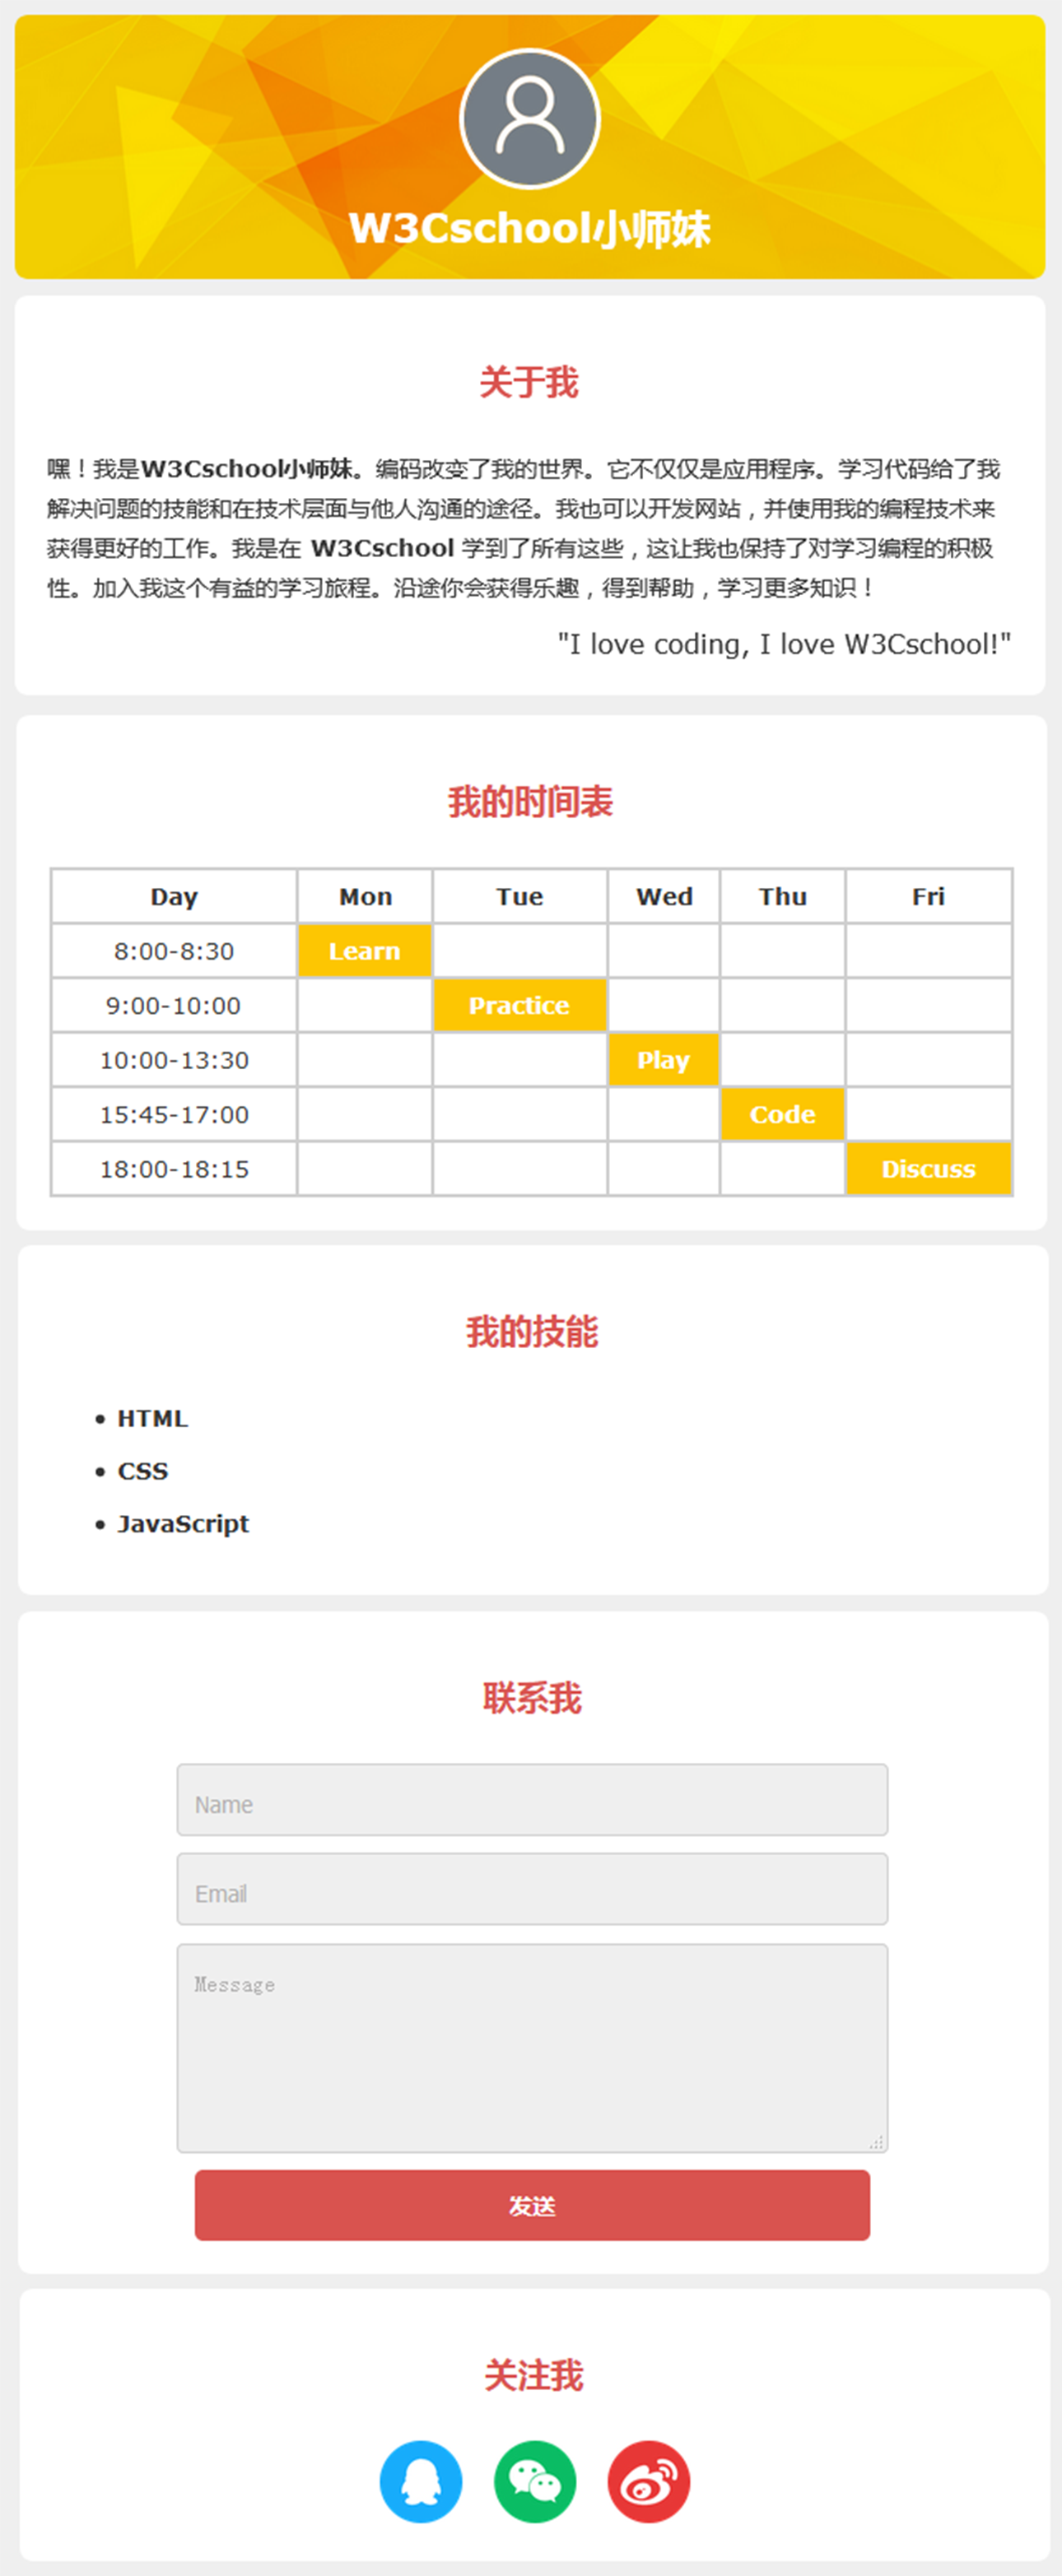 W3Cschool小师妹
关于我
嘿！我是W3Cschool小师妹。编码改变了我的世界。它不仅仅是应用程序。学习代码给了我
解决问题的技能和在技术层面与他人沟通的途径。我也可以开发网站，并使用我的编程技术来
获得更好的工作。我是在 W3Cschool 学到了所有这些，这让我也保持了对学习编程的积极
性。加入我这个有益的学习旅程。沿途你会获得乐趣，得到帮助，学习更多知识！
"I love coding, I love W3Cschool!"
我的时间表
Day Mon Tue Wed Thu Fri
8:00-8:30 Learn
9:00-10:00 Practice
10:00-13:30 Play
15:45-17:00 Code
18:00-18:15 Discuss
我的技能
HTML
CSS
JavaScript
联系我
Name
Email
Message
发送
关注我